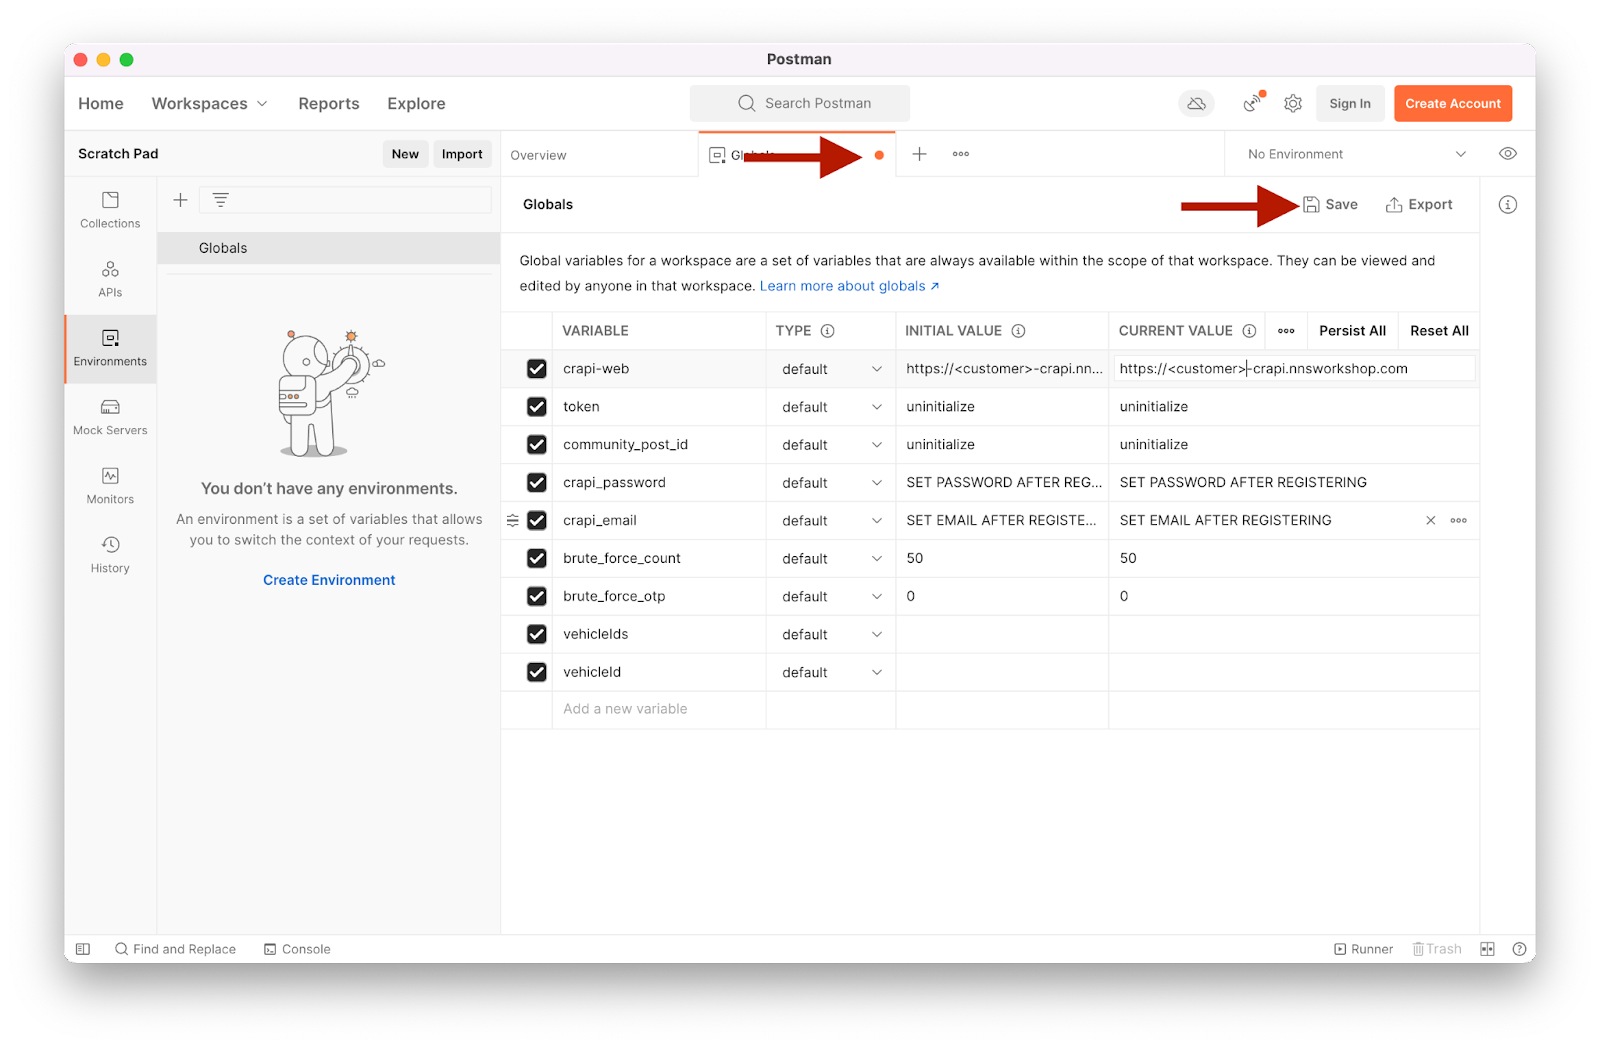 Postman
Home Workspaces Reports Explore Search Postman Sign In Create Account
Scratch Pad New Import Overview No Environment
Globals Save Export
Collections
Globals
Global variables for a workspace are a set of variables that are always available within the scope of that workspace. They can be viewed and
edited by anyone in that workspace. Learn more about globals ↗
APIs
VARIABLE TYPE INITIAL VALUE CURRENT VALUE Persist All Reset All
Environments
crapi-web default https://<customer>-crapi.nn... https://<customer>-crapi.nnsworkshop.com
token default uninitialize uninitialize
Mock Servers
community_post_id default uninitialize uninitialize
crapi_password default SET PASSWORD AFTER REG... SET PASSWORD AFTER REGISTERING
Monitors
You don't have any environments.
An environment is a set of variables that allows
you to switch the context of your requests.
crapi_email default SET EMAIL AFTER REGISTE... SET EMAIL AFTER REGISTERING
brute_force_count default 50 50
History
Create Environment
brute_force_otp default 0 0
vehicleIds default
vehicleId default
Add a new variable
Find and Replace Console Runner Trash